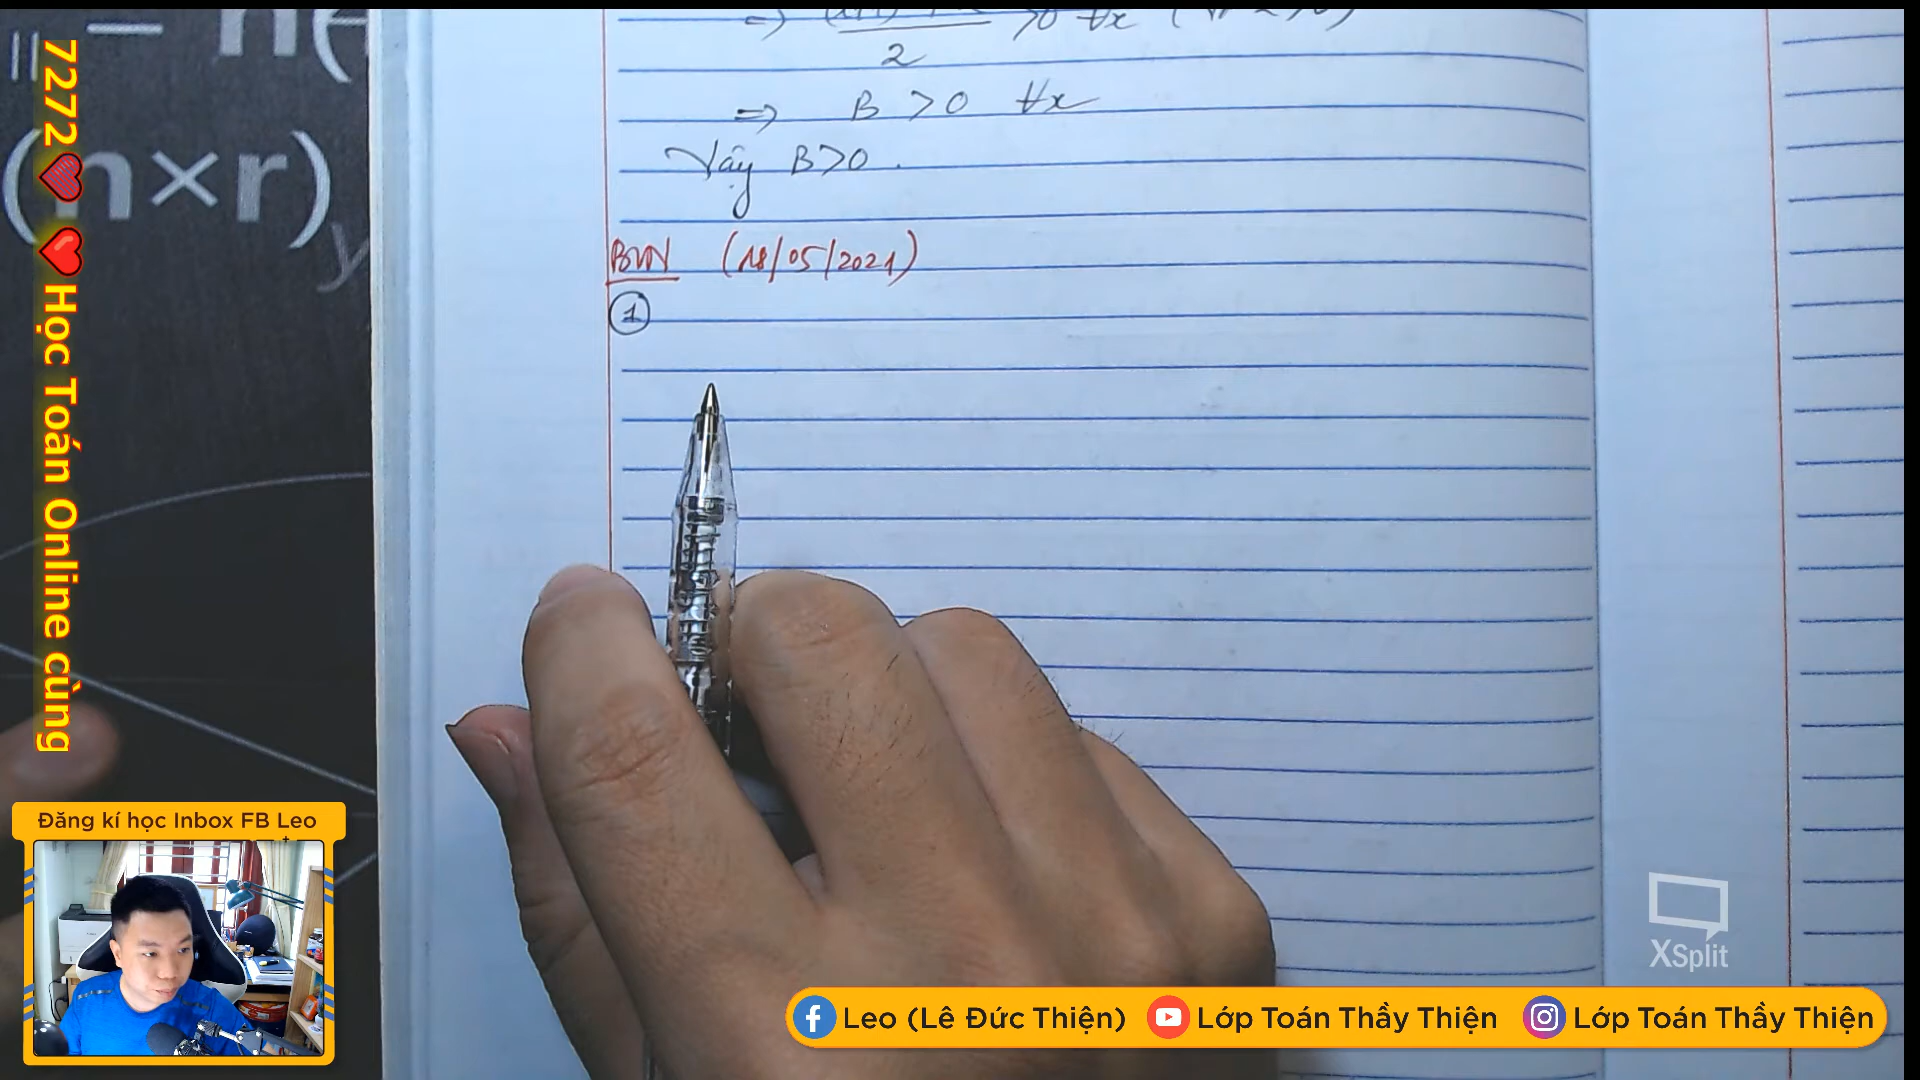 2
=> B > 0 ∀x
Vậy B>0.
BVN (18/05/2021)
1
7272 ❤ ❤ Học Toán Online cùng
n(
(n×r)y
Đăng kí học Inbox FB Leo
XSplit
Leo (Lê Đức Thiện) Lớp Toán Thầy Thiện Lớp Toán Thầy Thiện